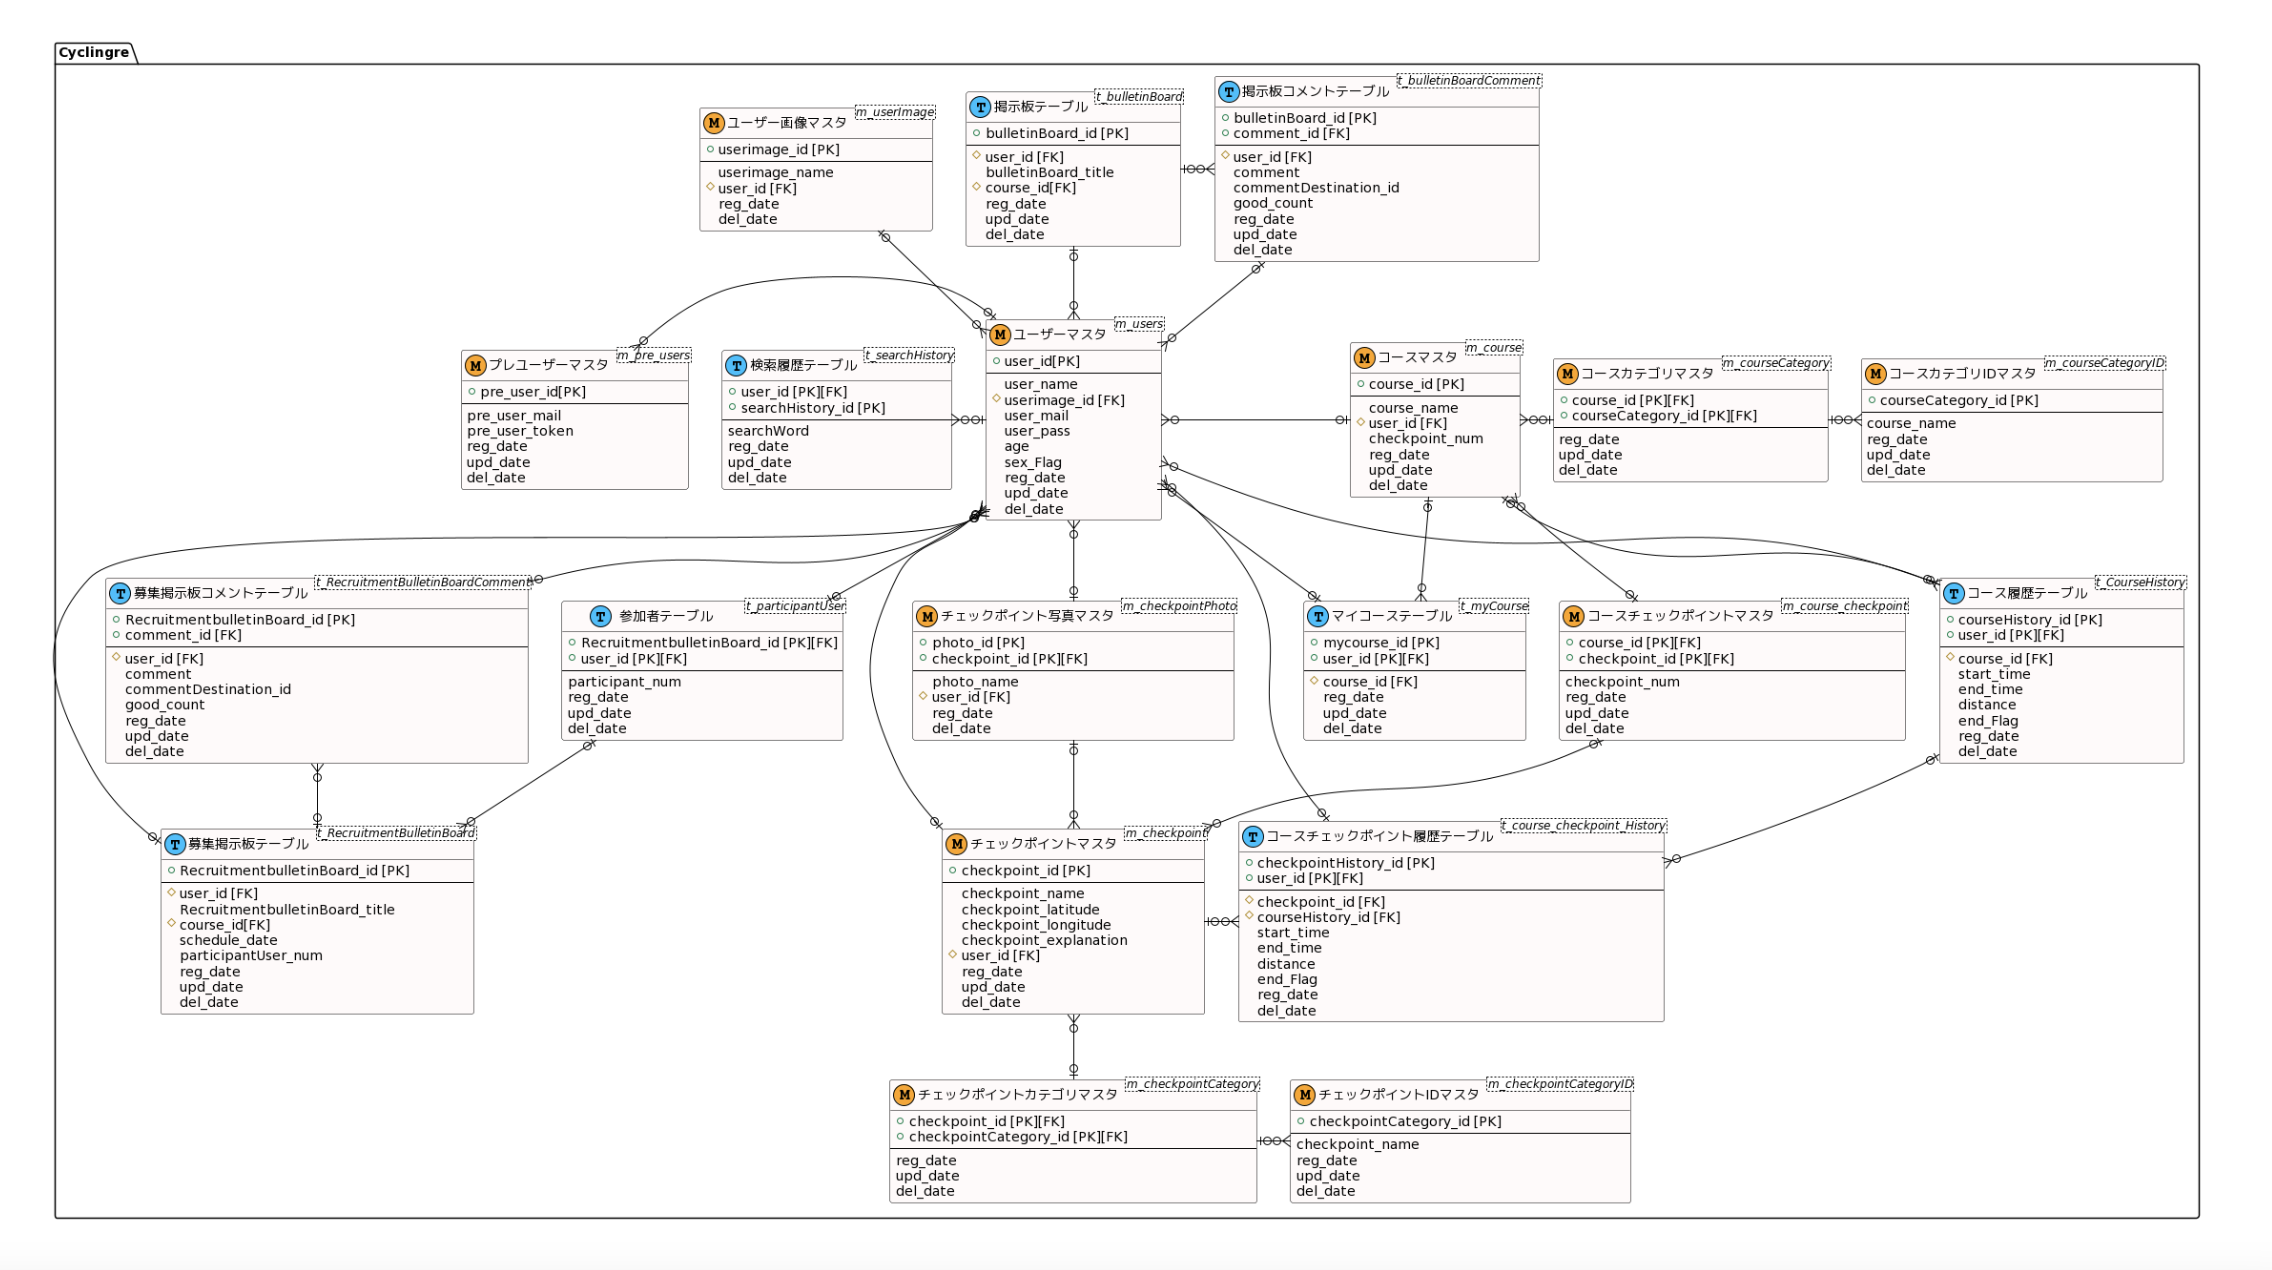 Cyclingre
m_userImage
M ユーザー画像マスタ
userimage_id [PK]
userimage_name
user_id [FK]
reg_date
del_date
t_bulletinBoard
T 掲示板テーブル
bulletinBoard_id [PK]
user_id [FK]
bulletinBoard_title
course_id[FK]
reg_date
upd_date
del_date
t_bulletinBoardComment
T 掲示板コメントテーブル
bulletinBoard_id [PK]
comment_id [FK]
user_id [FK]
comment
commentDestination_id
good_count
reg_date
upd_date
del_date
m_pre_users
M プレユーザーマスタ
pre_user_id[PK]
pre_user_mail
pre_user_token
reg_date
upd_date
del_date
t_searchHistory
T 検索履歴テーブル
user_id [PK][FK]
searchHistory_id [PK]
searchWord
reg_date
upd_date
del_date
m_users
M ユーザーマスタ
user_id[PK]
user_name
userimage_id [FK]
user_mail
user_pass
age
sex_Flag
reg_date
upd_date
del_date
m_course
M コースマスタ
course_id [PK]
course_name
user_id [FK]
checkpoint_num
reg_date
upd_date
del_date
m_courseCategory
M コースカテゴリマスタ
course_id [PK][FK]
courseCategory_id [PK][FK]
reg_date
upd_date
del_date
m_courseCategoryID
M コースカテゴリIDマスタ
courseCategory_id [PK]
course_name
reg_date
upd_date
del_date
t_RecruitmentBulletinBoardComment
T 募集掲示板コメントテーブル
RecruitmentbulletinBoard_id [PK]
comment_id [FK]
user_id [FK]
comment
commentDestination_id
good_count
reg_date
upd_date
del_date
t_participantUser
T 参加者テーブル
RecruitmentbulletinBoard_id [PK][FK]
user_id [PK][FK]
participant_num
reg_date
upd_date
del_date
m_checkpointPhoto
M チェックポイント写真マスタ
photo_id [PK]
checkpoint_id [PK][FK]
photo_name
user_id [FK]
reg_date
del_date
t_myCourse
T マイコーステーブル
mycourse_id [PK]
user_id [PK][FK]
course_id [FK]
reg_date
upd_date
del_date
m_course_checkpoint
M コースチェックポイントマスタ
course_id [PK][FK]
checkpoint_id [PK][FK]
checkpoint_num
reg_date
upd_date
del_date
t_CourseHistory
T コース履歴テーブル
courseHistory_id [PK]
user_id [PK][FK]
course_id [FK]
start_time
end_time
distance
end_Flag
reg_date
del_date
t_RecruitmentBulletinBoard
T 募集掲示板テーブル
RecruitmentbulletinBoard_id [PK]
user_id [FK]
RecruitmentbulletinBoard_title
course_id[FK]
schedule_date
participantUser_num
reg_date
upd_date
del_date
m_checkpoint
M チェックポイントマスタ
checkpoint_id [PK]
checkpoint_name
checkpoint_latitude
checkpoint_longitude
checkpoint_explanation
user_id [FK]
reg_date
upd_date
del_date
t_course_checkpoint_History
T コースチェックポイント履歴テーブル
checkpointHistory_id [PK]
user_id [PK][FK]
checkpoint_id [FK]
courseHistory_id [FK]
start_time
end_time
distance
end_Flag
reg_date
del_date
m_checkpointCategory
M チェックポイントカテゴリマスタ
checkpoint_id [PK][FK]
checkpointCategory_id [PK][FK]
reg_date
upd_date
del_date
m_checkpointCategoryID
M チェックポイントIDマスタ
checkpointCategory_id [PK]
checkpoint_name
reg_date
upd_date
del_date